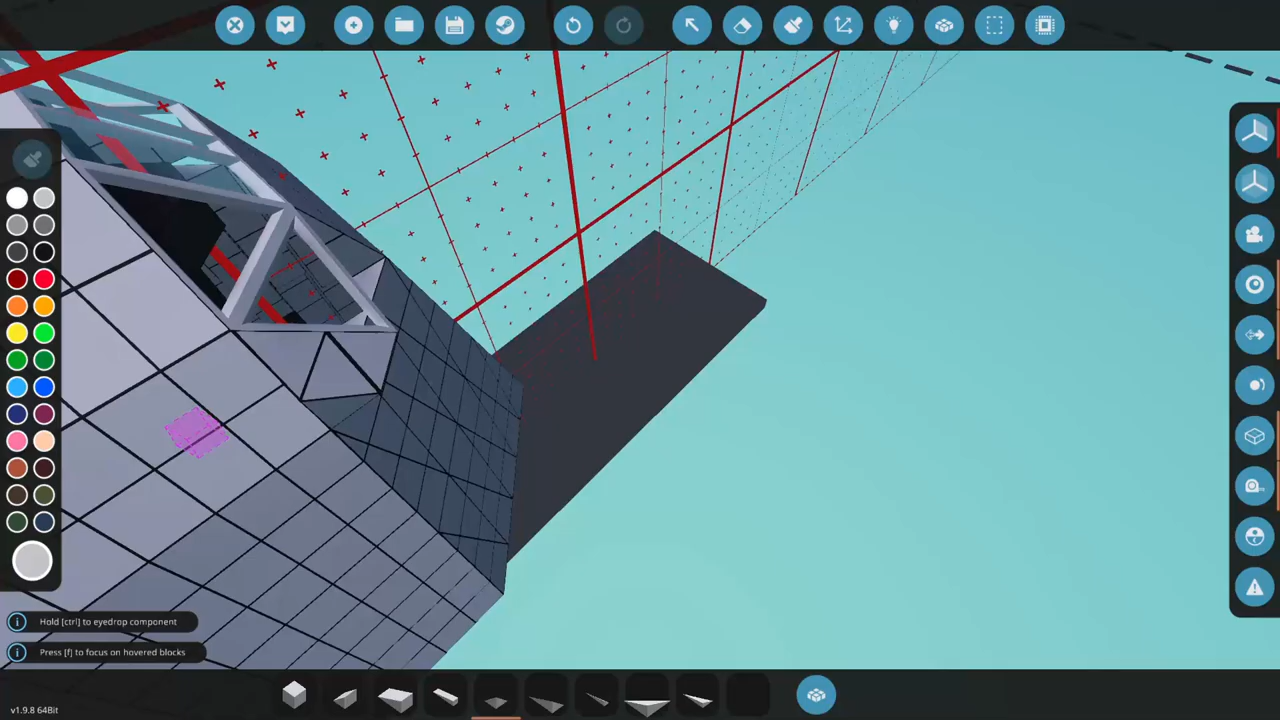 Hold [ctrl] to eyedrop component
Press [f] to focus on hovered blocks
v1.9.8 64Bit